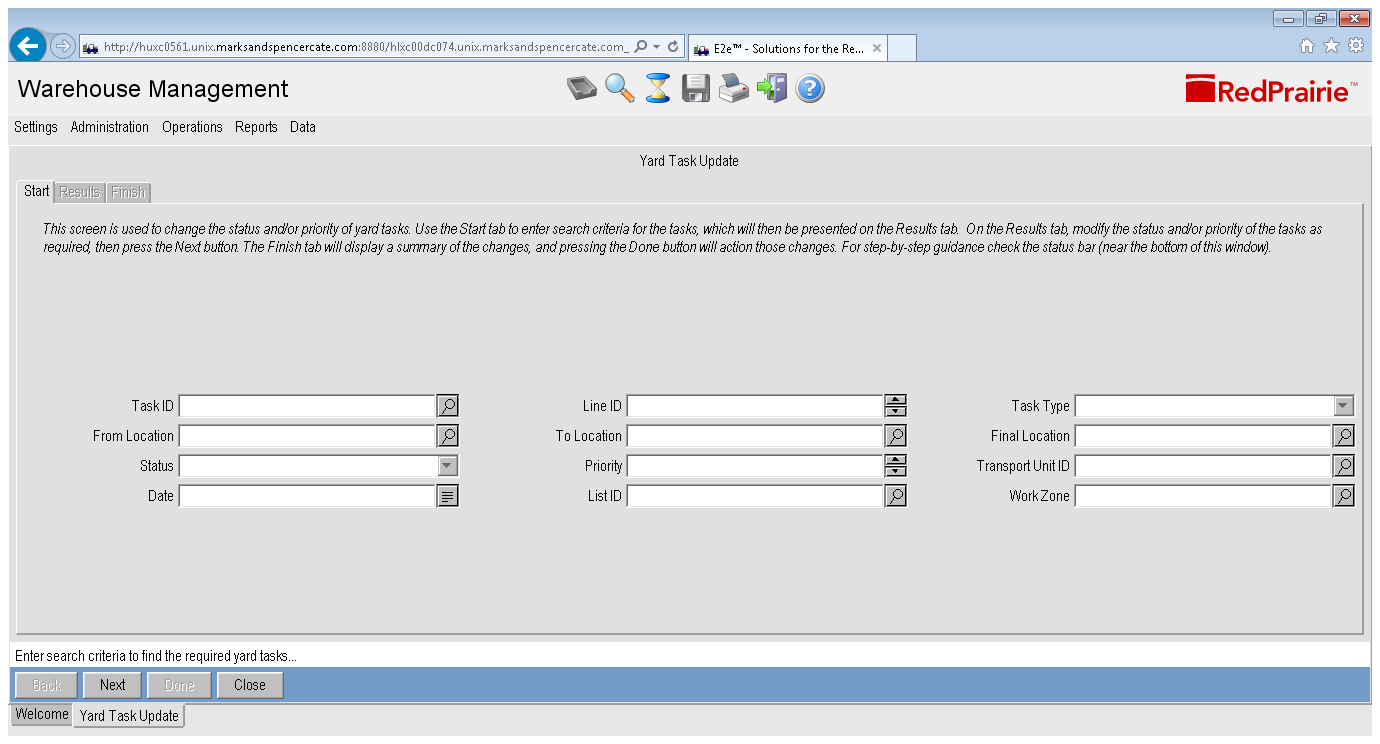 http://huxc0561.unix.marksandspencercate.com:8880/hlxc00dc074.unix.marksandspencercate.com_
E2e™ - Solutions for the Re...
Warehouse Management
RedPrairie™
Settings Administration Operations Reports Data
Yard Task Update
Start Results Finish
This screen is used to change the status and/or priority of yard tasks. Use the Start tab to enter search criteria for the tasks, which will then be presented on the Results tab. On the Results tab, modify the status and/or priority of the tasks as
required, then press the Next button. The Finish tab will display a summary of the changes, and pressing the Done button will action those changes. For step-by-step guidance check the status bar (near the bottom of this window).
Task ID Line ID Task Type
From Location To Location Final Location
Status Priority Transport Unit ID
Date List ID Work Zone
Enter search criteria to find the required yard tasks...
Back Next Done Close
Welcome Yard Task Update